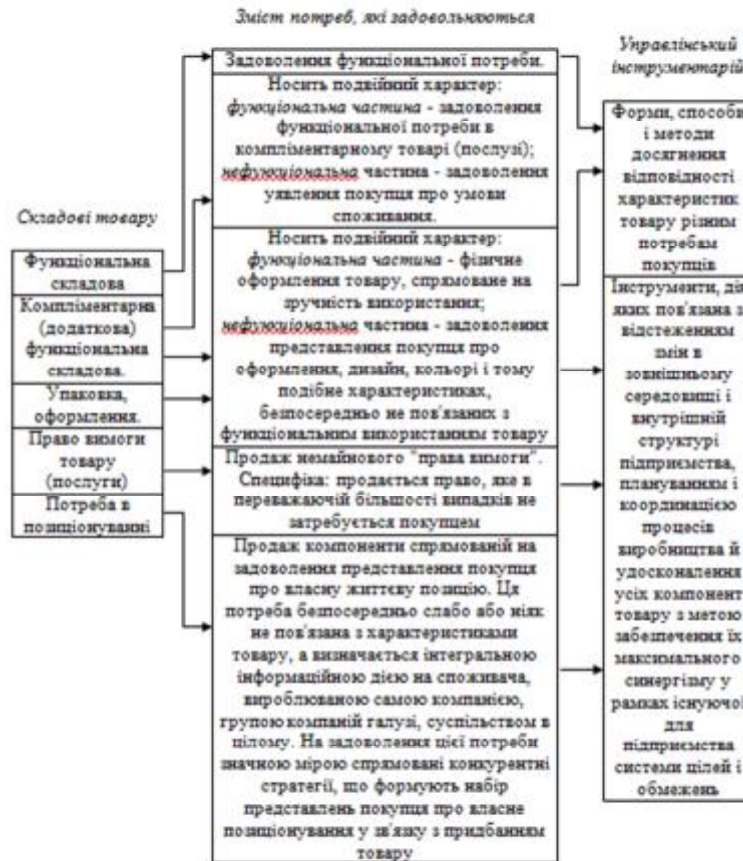 Зміст потреб, які задовольняються
Управлінський
інструментарій
Складові товару
Функціональна
складова
Компліментарна
(додаткова)
функціональна
складова.
Упаковка,
оформлення.
Право вимоги
товару
(послуги)
Потреба в
позиціонуванні
Задоволення функціональної потреби.
Носить подвійний характер:
функціональна частина - задоволення
функціональної потреби в
компліментарному товарі (послузі);
нефункціональна частина - задоволення
уявлення покупця про умови
споживання.
Носить подвійний характер:
функціональна частина - фізичне
оформлення товару, спрямоване на
зручність використання;
нефункціональна частина - задоволення
представлення покупця про
оформлення, дизайн, кольорі і тому
подібне характеристиках,
безпосередньо не пов'язаних з
функціональним використанням товару
Продаж немайнового "права вимоги".
Специфіка: продається право, яке в
переважаючій більшості випадків не
затребується покупцем
Продаж компоненти спрямованій на
задоволення представлення покупця
про власну життєву позицію. Ця
потреба безпосередньо слабо або ніяк
не пов'язана з характеристиками
товару, а визначається інтегральною
інформаційною дією на споживача,
вироблюваною самою компанією,
групою компаній галузі, суспільством в
цілому. На задоволення цієї потреби
значною мірою спрямовані конкурентні
стратегії, що формують набір
представлень покупця про власне
позиціонування у зв'язку з придбанням
товару
Форми, способи
і методи
досягнення
відповідності
характеристик
товару різним
потребам
покупців
Інструменти, дія
яких пов'язана з
відстеженням
змін в
зовнішньому
середовищі і
внутрішній
структурі
підприємства,
плануванням і
координацією
процесів
виробництва й
удосконалення
усіх компонент
товару з метою
забезпечення їх
максимального
синергізму у
рамках існуючої
для
підприємства
системи цілей і
обмежень